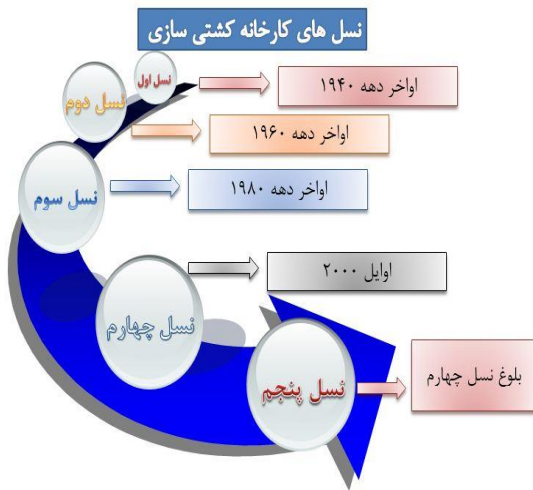 نسل های کارخانه کشتی سازی
نسل اول
اواخر دهه ۱۹۴۰
نسل دوم
اواخر دهه ۱۹۶۰
نسل سوم
اواخر دهه ۱۹۸۰
نسل چهارم
اوایل ۲۰۰۰
نسل پنجم
بلوغ نسل چهارم